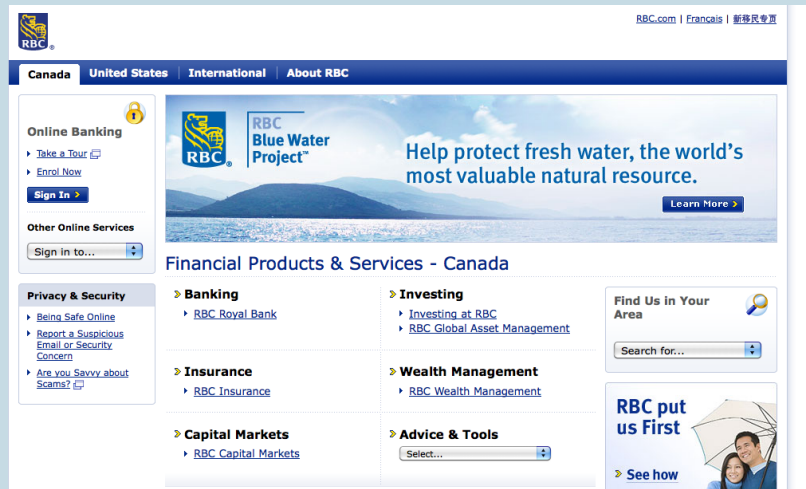 RBC®
RBC.com | Français | 新移民专页
Canada
United States | International | About RBC
Online Banking
Take a Tour
Enrol Now
Sign In
Other Online Services
Sign in to...
RBC®
RBC
Blue Water
Project™
Help protect fresh water, the world's
most valuable natural resource.
Learn More
Financial Products & Services - Canada
Privacy & Security
Being Safe Online
Report a Suspicious
Email or Security
Concern
Are you Savvy about
Scams?
Banking
RBC Royal Bank
Investing
Investing at RBC
RBC Global Asset Management
Insurance
RBC Insurance
Wealth Management
RBC Wealth Management
Capital Markets
RBC Capital Markets
Advice & Tools
Select...
Find Us in Your
Area
Search for...
RBC put
us First
See how